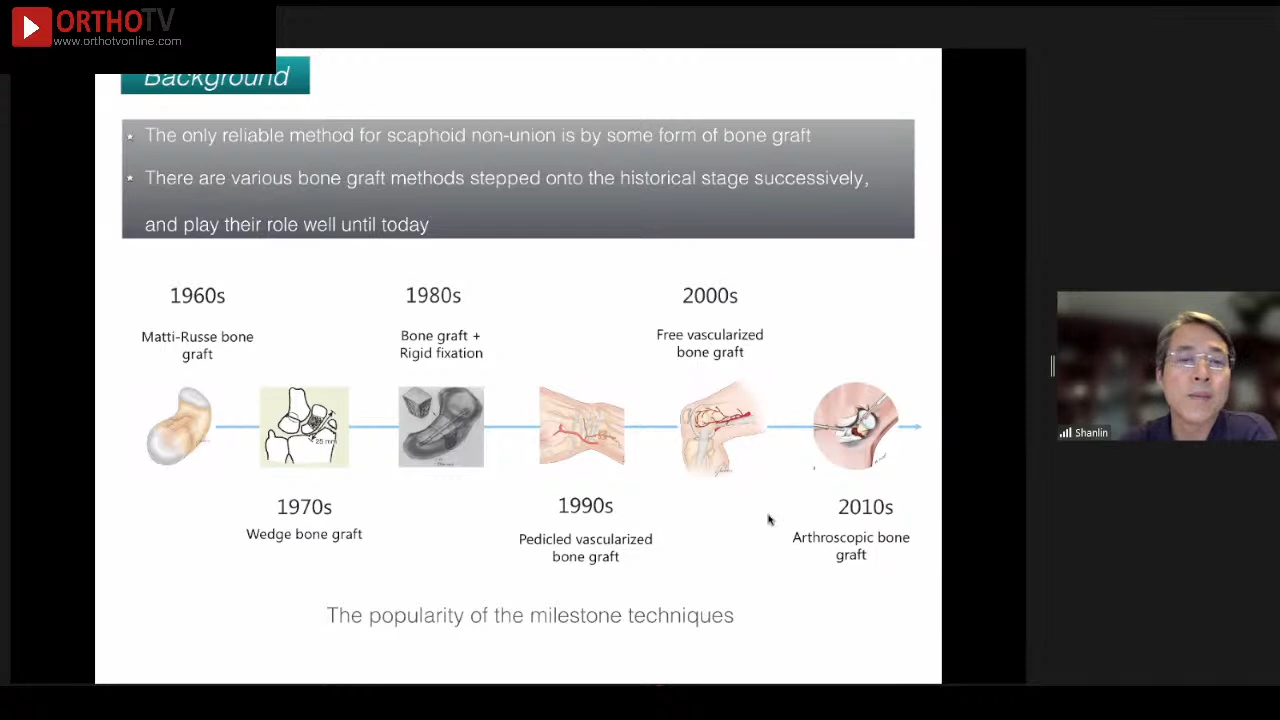 ORTHOTV
www.orthotvonline.com
Background
The only reliable method for scaphoid non-union is by some form of bone graft
There are various bone graft methods stepped onto the historical stage successively,
and play their role well until today
1960s
Matti-Russe bone
graft
1980s
Bone graft +
Rigid fixation
2000s
Free vascularized
bone graft
25 mm
1970s
Wedge bone graft
1990s
Pedicled vascularized
bone graft
2010s
Arthroscopic bone
graft
The popularity of the milestone techniques
Shanlin